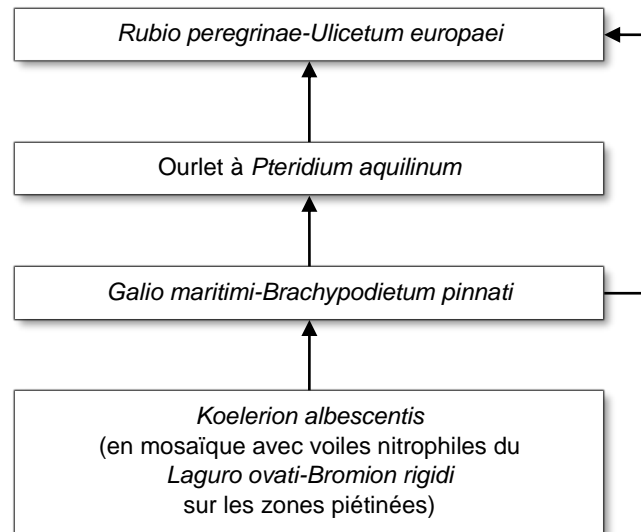 Rubio peregrinae-Ulicetum europaei
Ourlet à Pteridium aquilinum
Galio maritimi-Brachypodietum pinnati
Koelerion albescentis
(en mosaïque avec voiles nitrophiles du
Laguro ovati-Bromion rigidi
sur les zones piétinées)